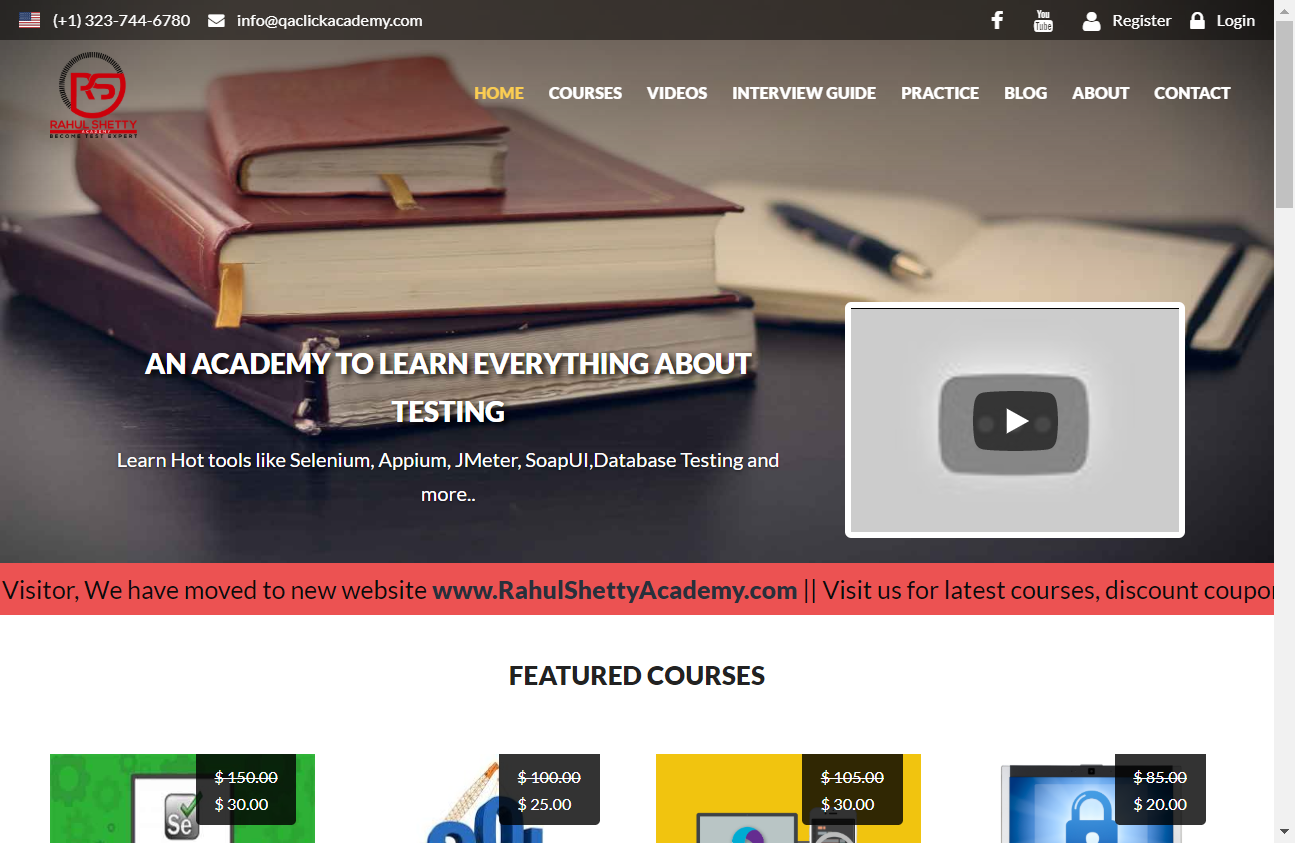 (+1) 323-744-6780 info@qaclickacademy.com
You
Tube
Register Login
RS
RAHUL SHETTY
ACADEMY
BECOME TEST EXPERT
HOME COURSES VIDEOS INTERVIEW GUIDE PRACTICE BLOG ABOUT CONTACT
AN ACADEMY TO LEARN EVERYTHING ABOUT
TESTING
Learn Hot tools like Selenium, Appium, JMeter, SoapUI,Database Testing and
more..
Visitor, We have moved to new website www.RahulShettyAcademy.com || Visit us for latest courses, discount coupon
FEATURED COURSES
$ 150.00
$ 30.00
Se
$ 100.00
$ 25.00
$ 105.00
$ 30.00
$ 85.00
$ 20.00